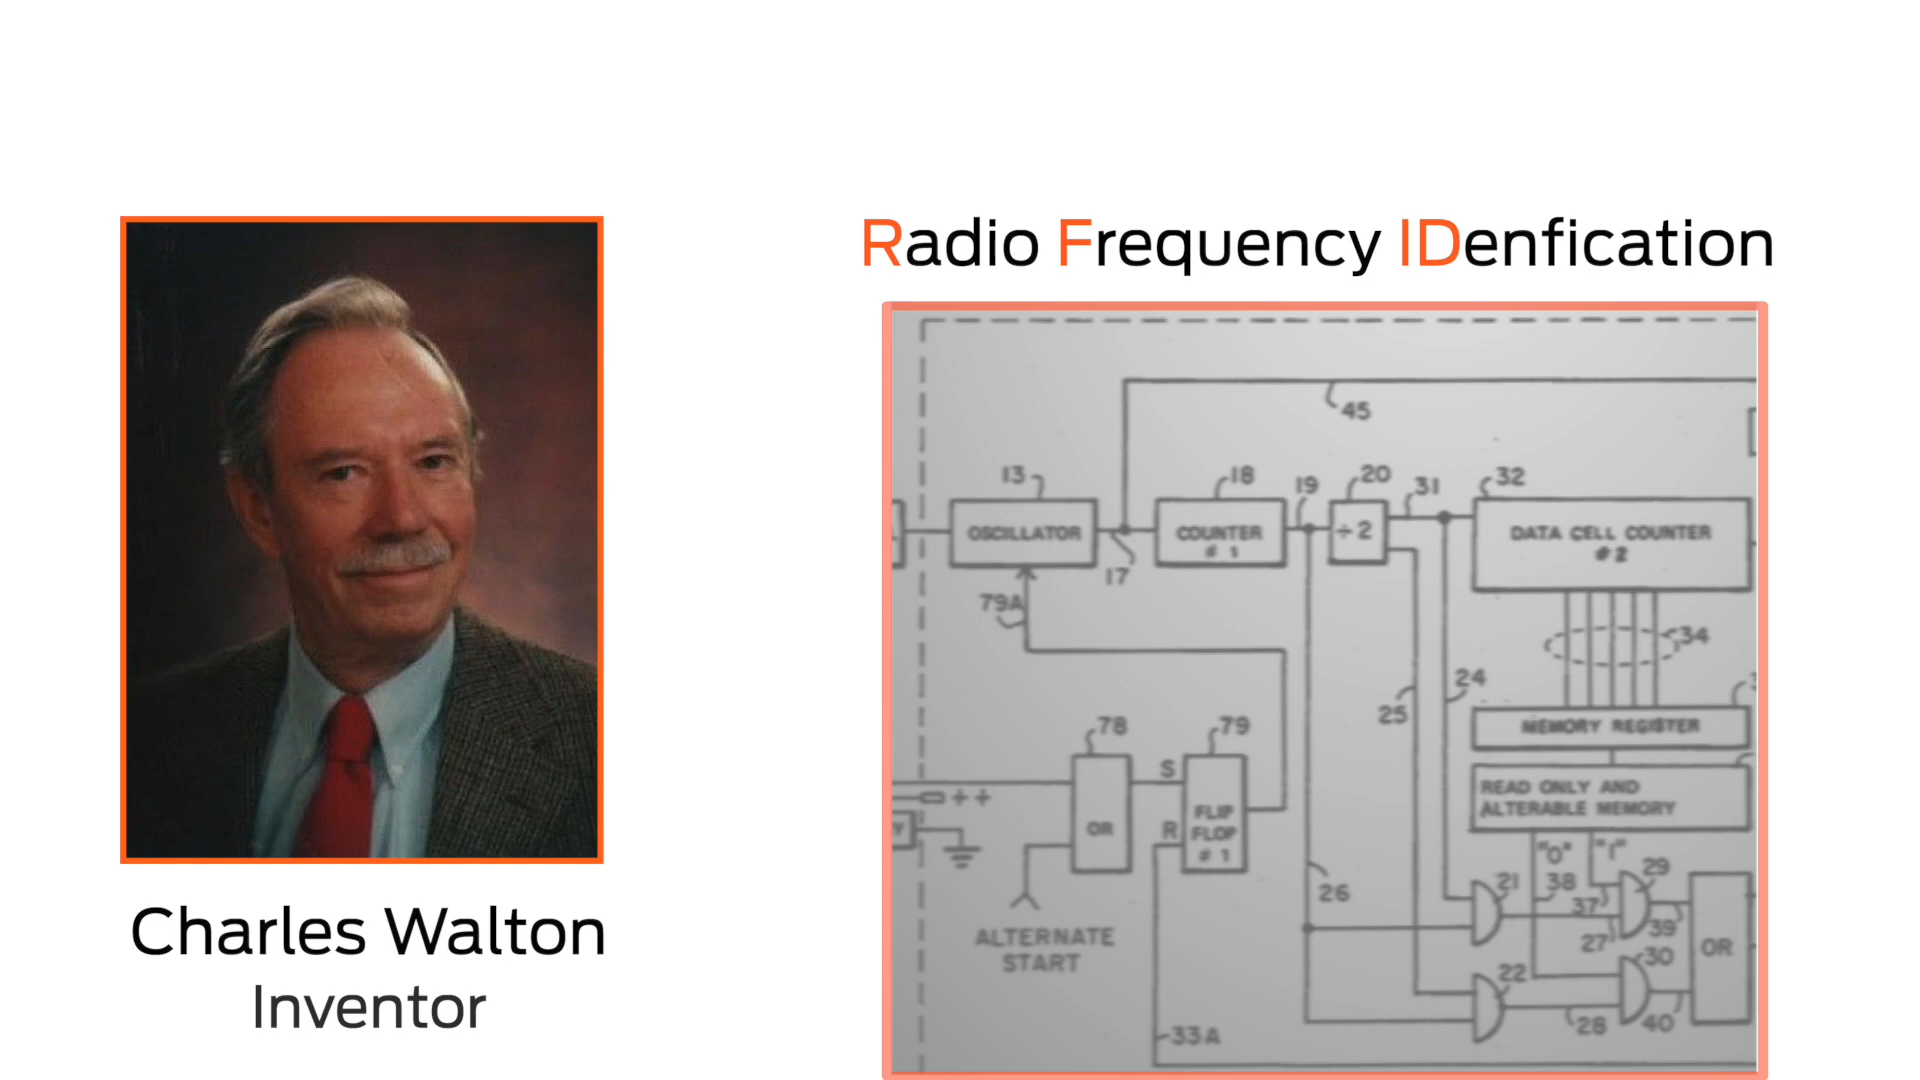 Radio Frequency IDenfication
45
13
18
19
20
31
32
OSCILLATOR
COUNTER
# 1
÷2
DATA CELL COUNTER
#2
17
79A
34
24
25
MEMORY REGISTER
78
79
S
READ ONLY AND
ALTERABLE MEMORY
++
OR
R
FLIP
FLOP
# 1
Y
"0"
"1"
29
21
38
26
37
39
27
ALTERNATE
START
OR
30
22
28
40
33A
Charles Walton
Inventor